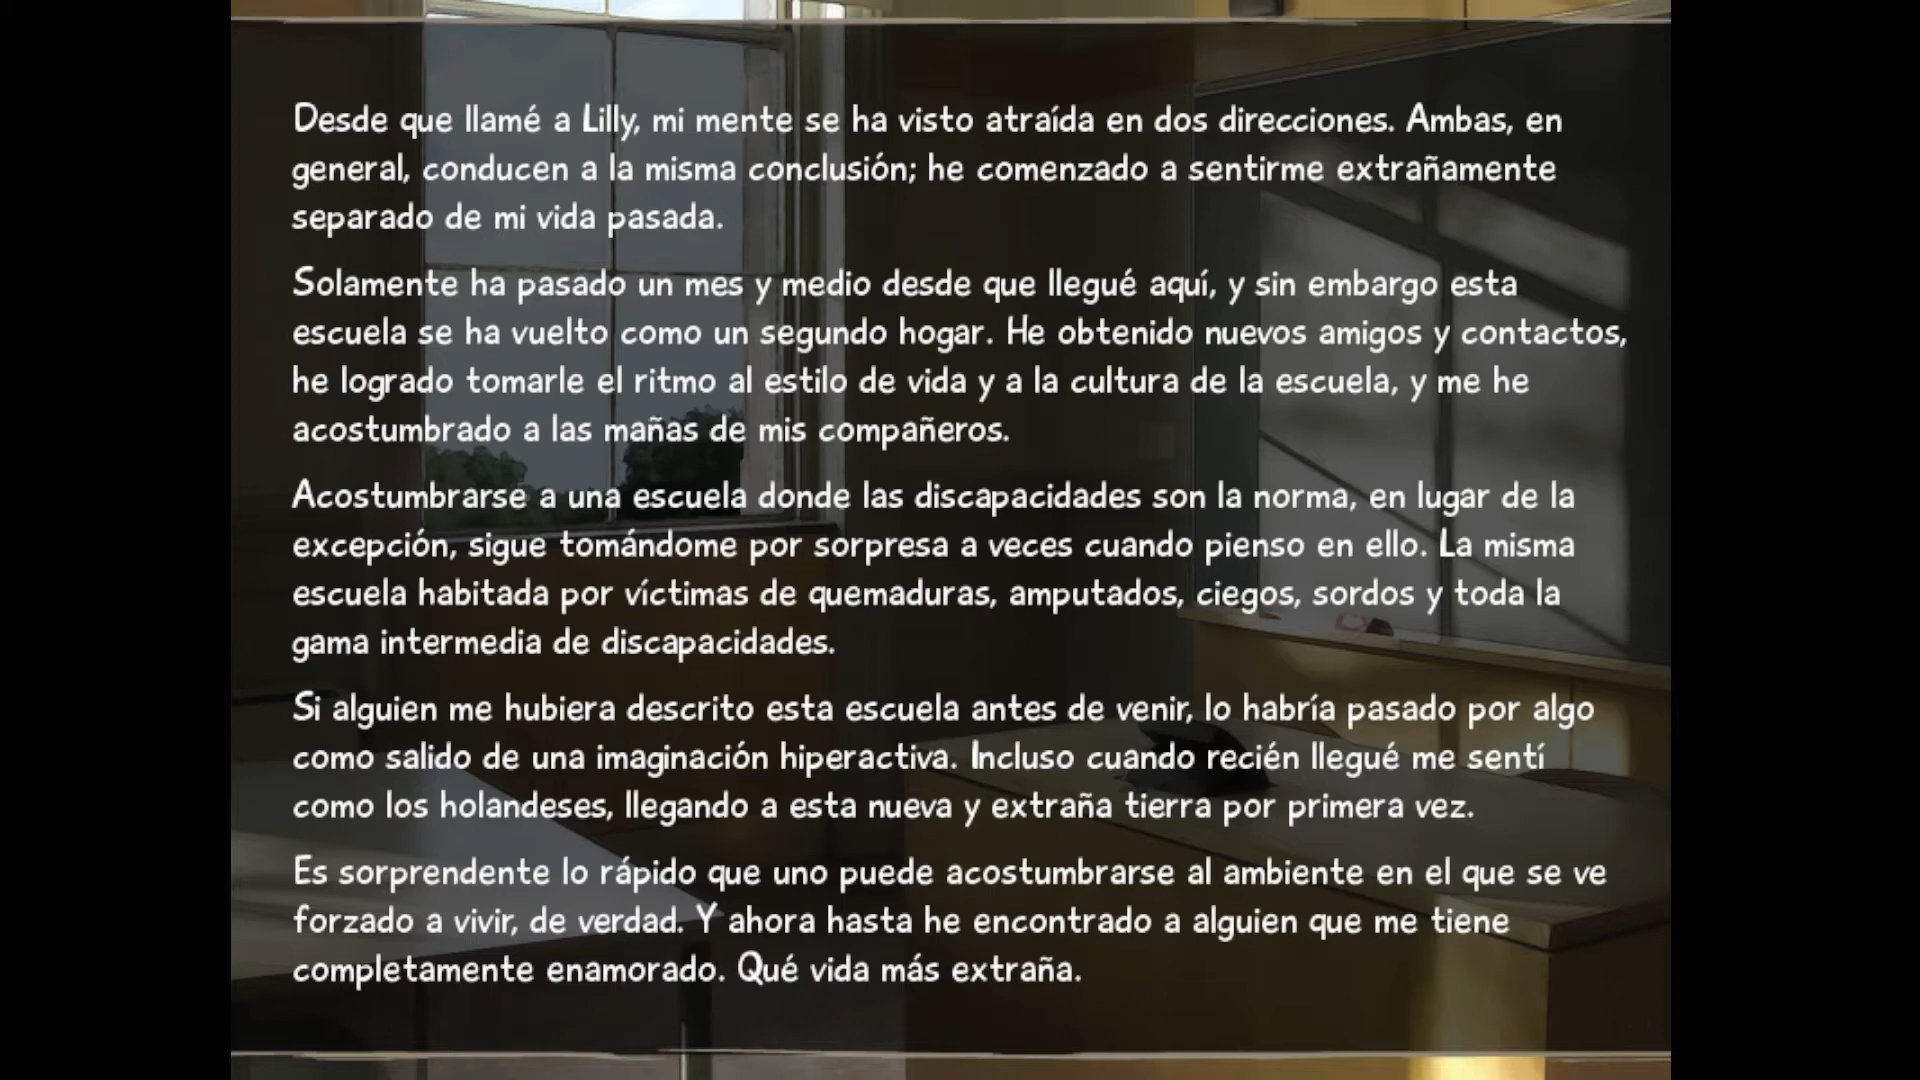 Desde que llamé a Lilly, mi mente se ha visto atraída en dos direcciones. Ambas, en
general, conducen a la misma conclusión; he comenzado a sentirme extrañamente
separado de mi vida pasada.
Solamente ha pasado un mes y medio desde que llegué aquí, y sin embargo esta
escuela se ha vuelto como un segundo hogar. He obtenido nuevos amigos y contactos,
he logrado tomarle el ritmo al estilo de vida y a la cultura de la escuela, y me he
acostumbrado a las mañas de mis compañeros.
Acostumbrarse a una escuela donde las discapacidades son la norma, en lugar de la
excepción, sigue tomándome por sorpresa a veces cuando pienso en ello. La misma
escuela habitada por víctimas de quemaduras, amputados, ciegos, sordos y toda la
gama intermedia de discapacidades.
Si alguien me hubiera descrito esta escuela antes de venir, lo habría pasado por algo
como salido de una imaginación hiperactiva. Incluso cuando recién llegué me sentí
como los holandeses, llegando a esta nueva y extraña tierra por primera vez.
Es sorprendente lo rápido que uno puede acostumbrarse al ambiente en el que se ve
forzado a vivir, de verdad. Y ahora hasta he encontrado a alguien que me tiene
completamente enamorado. Qué vida más extraña.